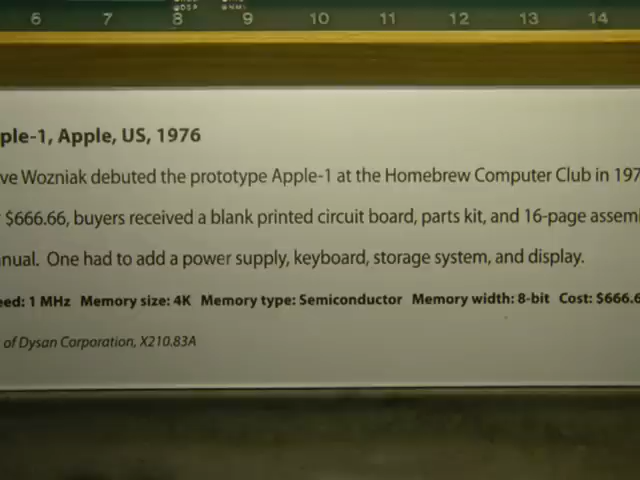 6 7 8 9 10 11 12 13 14
ple-1, Apple, US, 1976
ve Wozniak debuted the prototype Apple-1 at the Homebrew Computer Club in 197
$666.66, buyers received a blank printed circuit board, parts kit, and 16-page assem
nual. One had to add a power supply, keyboard, storage system, and display.
eed: 1 MHz Memory size: 4K Memory type: Semiconductor Memory width: 8-bit Cost: $666.6
of Dysan Corporation, X210.83A